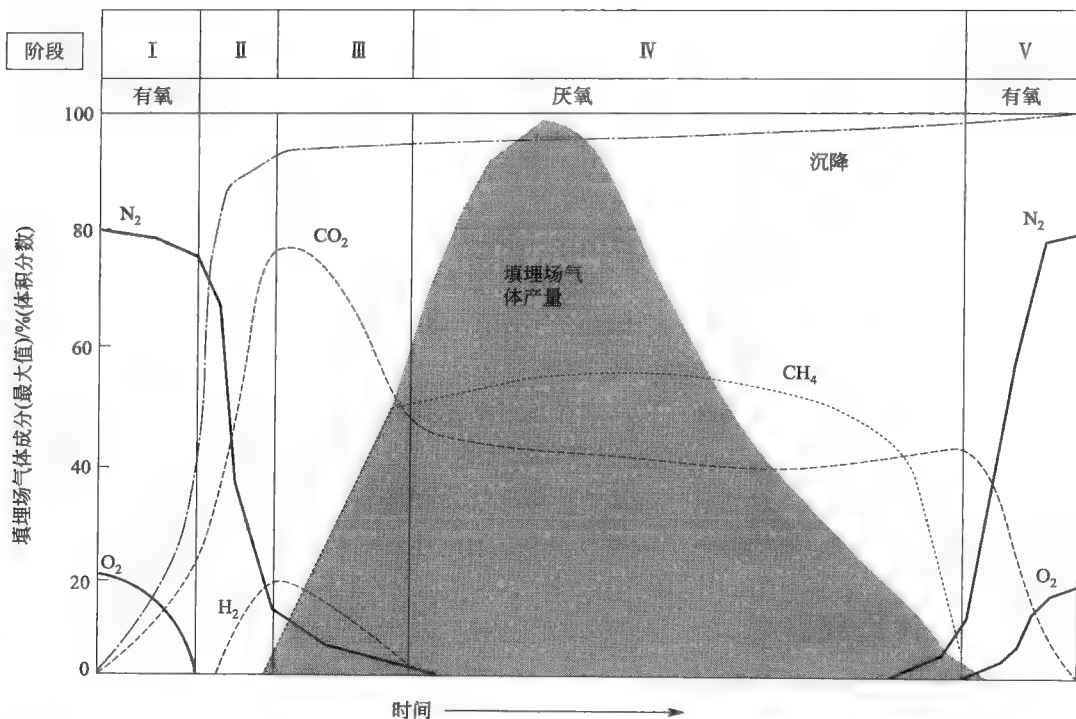 阶段
Ⅰ
Ⅱ
Ⅲ
Ⅳ
Ⅴ
有氧
厌氧
有氧
100
80
60
40
20
0
填埋场气体成分(最大值)/%(体积分数)
N₂
O₂
CO₂
H₂
填埋场气
体产量
沉降
CH₄
N₂
O₂
时间